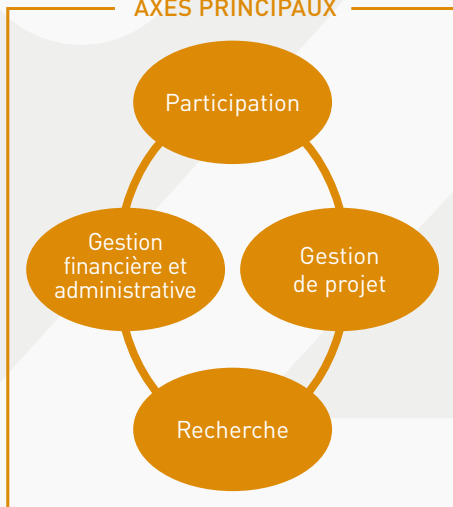 AXES PRINCIPAUX
Participation
Gestion
financière et
administrative
Gestion
de projet
Recherche